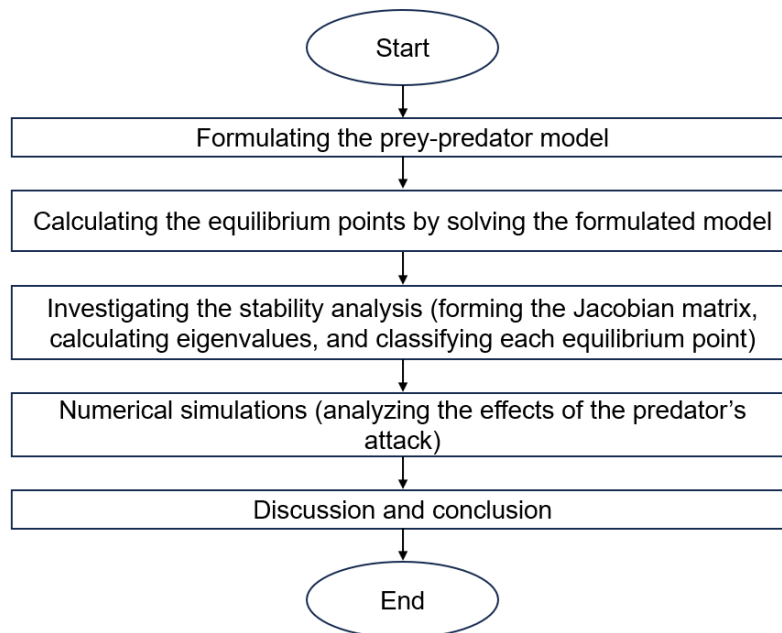 Start
Formulating the prey-predator model
Calculating the equilibrium points by solving the formulated model
Investigating the stability analysis (forming the Jacobian matrix,
calculating eigenvalues, and classifying each equilibrium point)
Numerical simulations (analyzing the effects of the predator’s
attack)
Discussion and conclusion
End